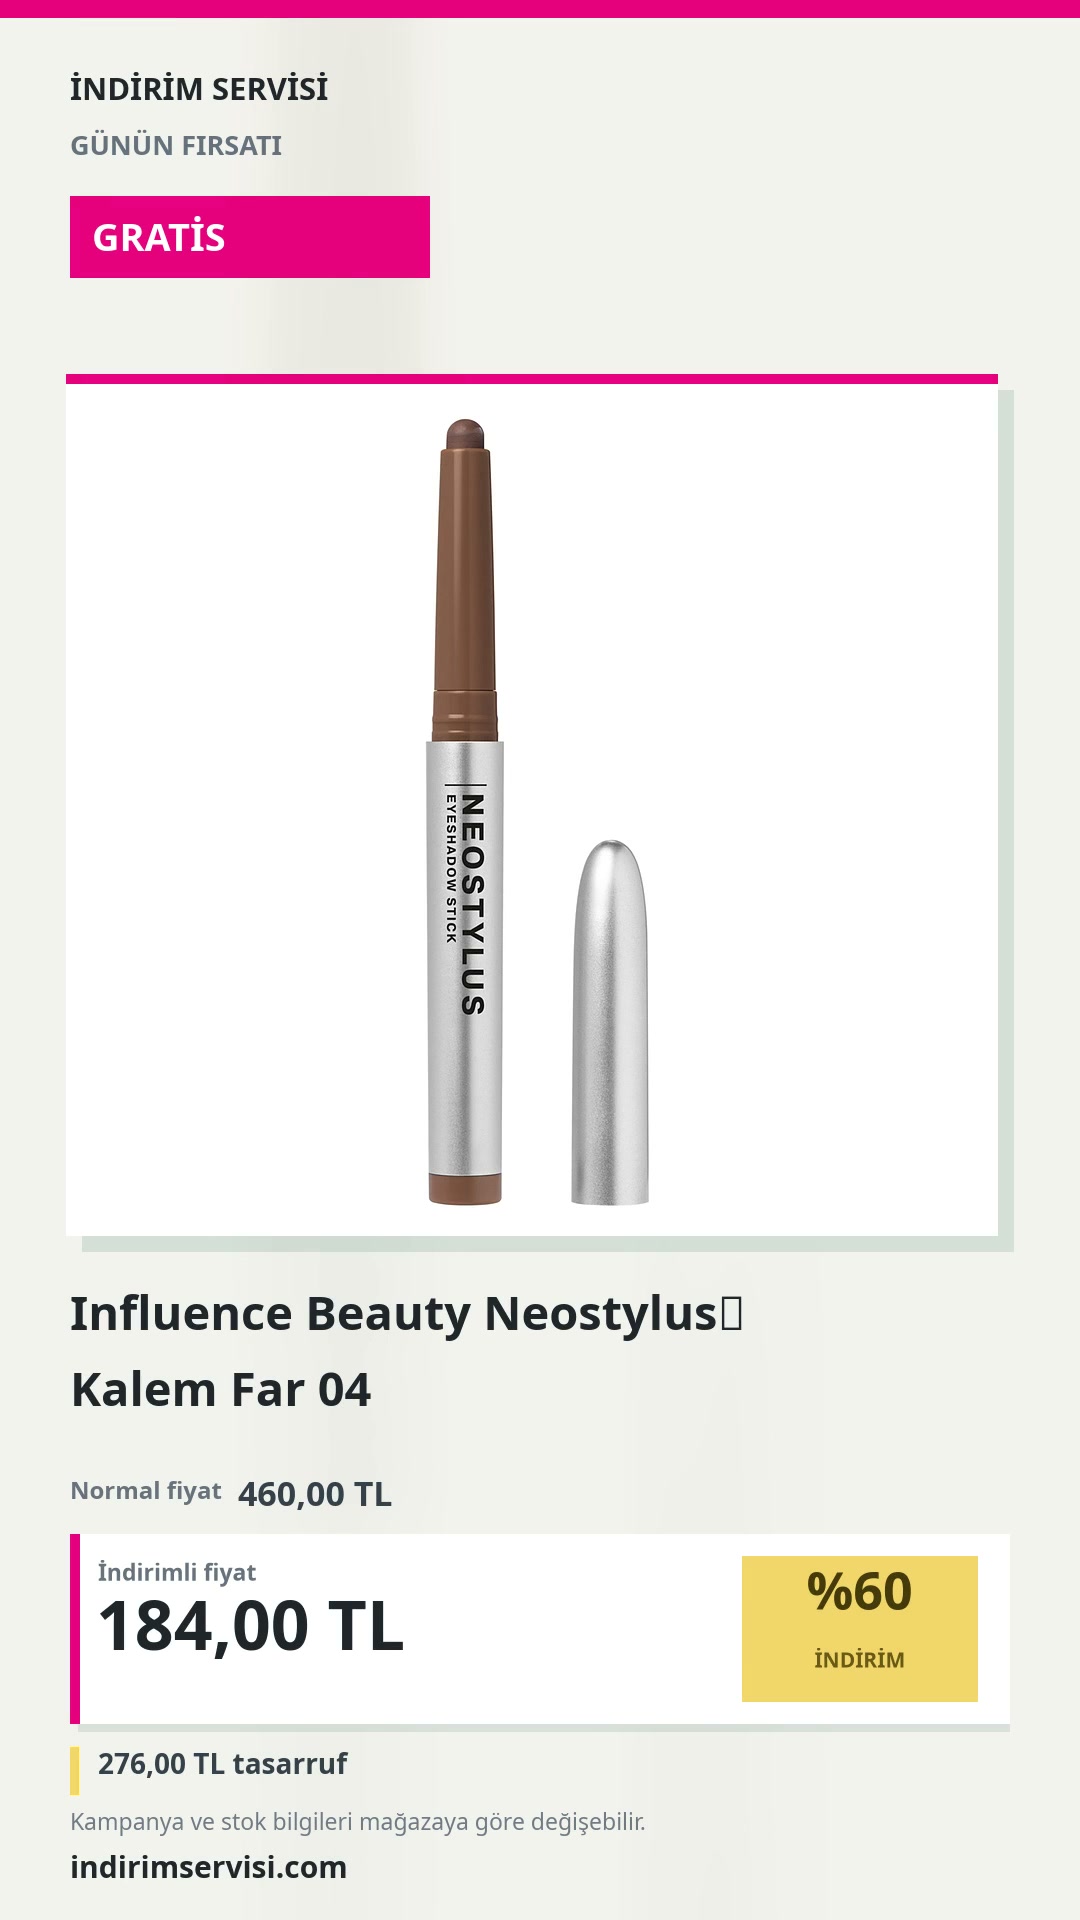 İNDİRİM SERVİSİ
GÜNÜN FIRSATI
GRATİS
NEOSTYLUS
EYESHADOW STICK
Influence Beauty Neostylus
Kalem Far 04
Normal fiyat 460,00 TL
İndirimli fiyat
184,00 TL
%60
İNDİRİM
276,00 TL tasarruf
Kampanya ve stok bilgileri mağazaya göre değişebilir.
indirimservisi.com